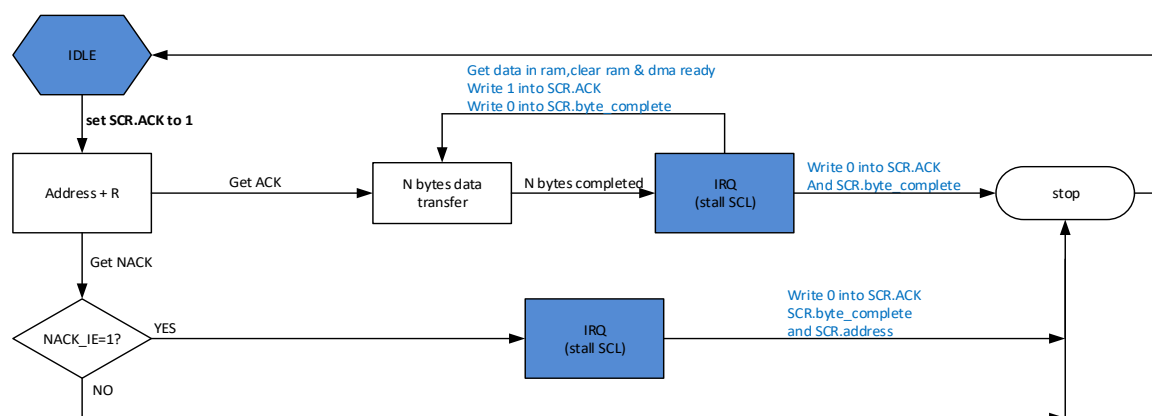 IDLE
Get data in ram,clear ram & dma ready
Write 1 into SCR.ACK
Write 0 into SCR.byte_complete
set SCR.ACK to 1
Address + R
Get ACK
N bytes data
transfer
N bytes completed
IRQ
(stall SCL)
Write 0 into SCR.ACK
And SCR.byte_complete
stop
Get NACK
NACK_IE=1?
YES
IRQ
(stall SCL)
Write 0 into SCR.ACK
SCR.byte_complete
and SCR.address
NO